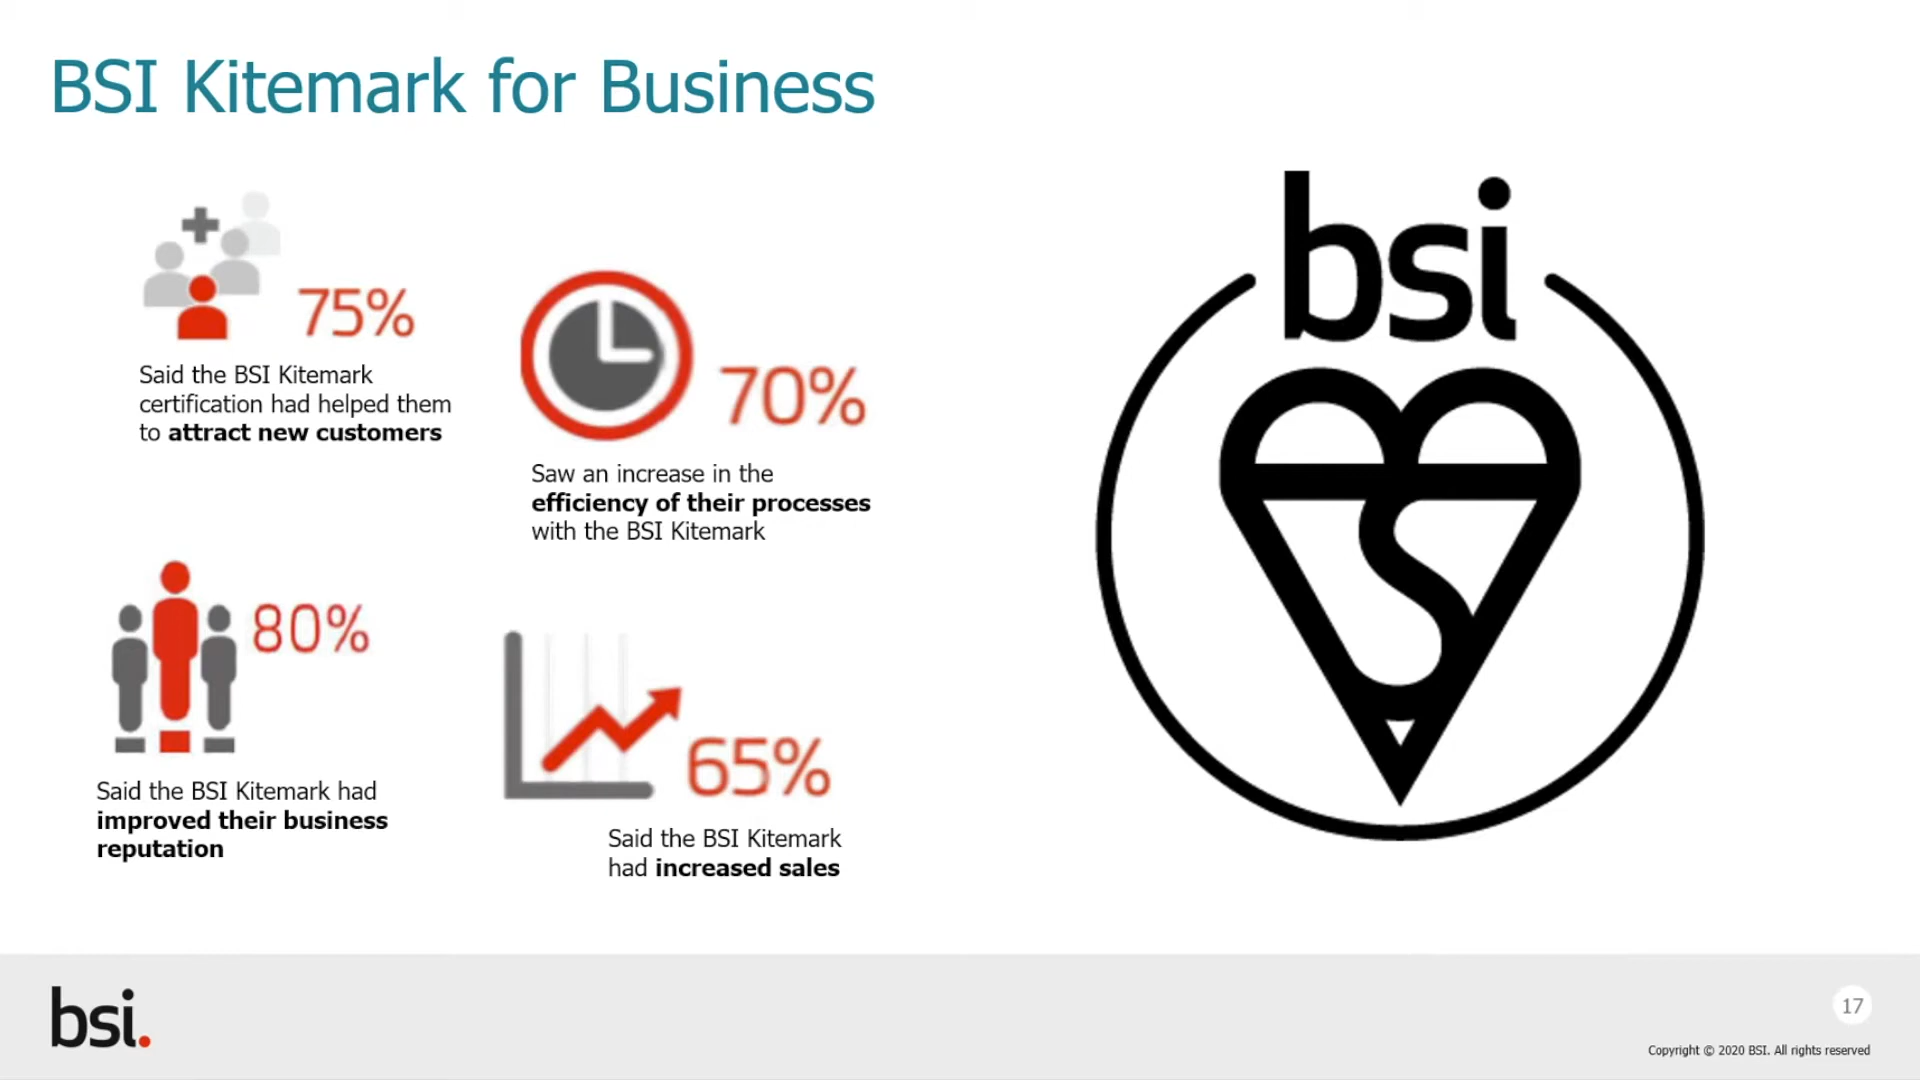 BSI Kitemark for Business
75%
Said the BSI Kitemark
certification had helped them
to attract new customers
70%
Saw an increase in the
efficiency of their processes
with the BSI Kitemark
80%
Said the BSI Kitemark had
improved their business
reputation
65%
Said the BSI Kitemark
had increased sales
bsi
bsi.
17
Copyright © 2020 BSI. All rights reserved